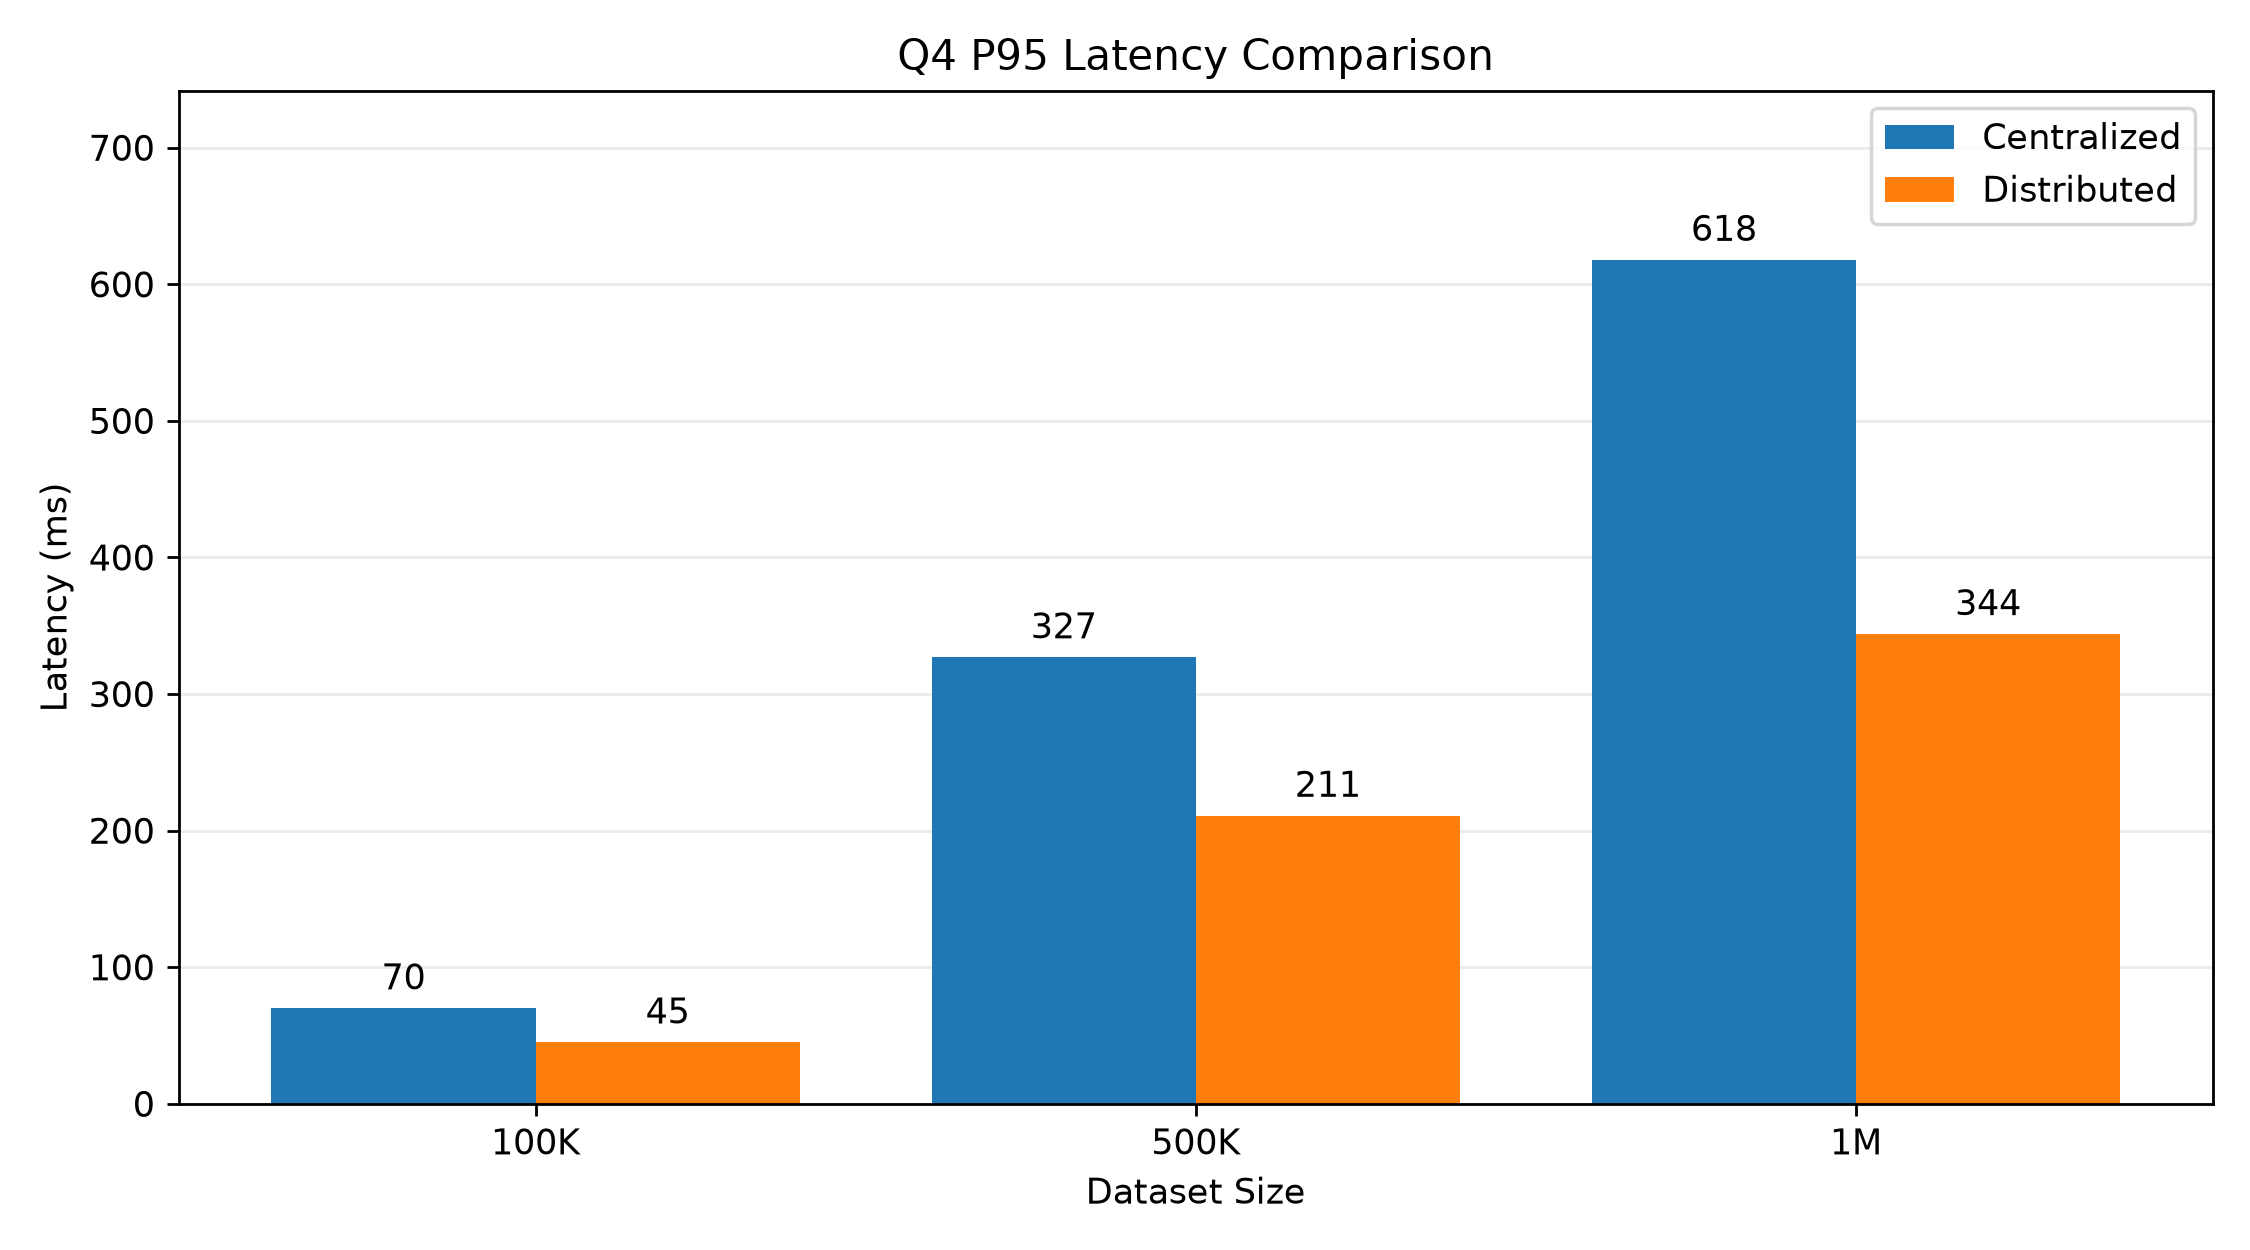 Q4 P95 Latency Comparison
Centralized
Distributed
Latency (ms)
700
600
500
400
300
200
100
0
70
45
327
211
618
344
100K
500K
1M
Dataset Size